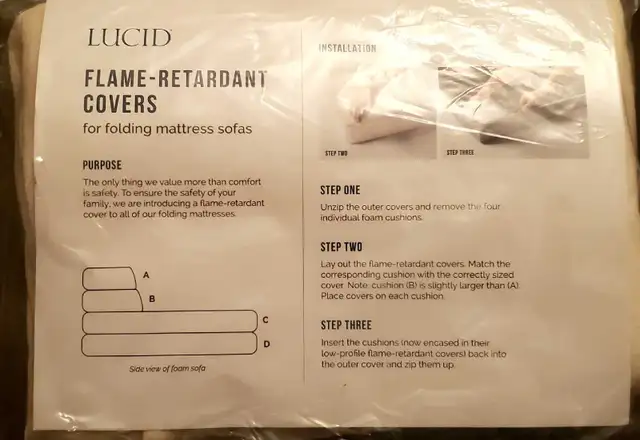 LUCID
FLAME-RETARDANT
COVERS
for folding mattress sofas
PURPOSE
The only thing we value more than comfort
is safety. To ensure the safety of your
family, we are introducing a flame-retardant
cover to all of our folding mattresses.
A
B
C
D
Side view of foam sofa
INSTALLATION
STEP TWO
STEP THREE
STEP ONE
Unzip the outer covers and remove the four
individual foam cushions.
STEP TWO
Lay out the flame-retardant covers. Match the
corresponding cushion with the correctly sized
cover. Note: cushion (B) is slightly larger than (A).
Place covers on each cushion.
STEP THREE
Insert the cushions (now encased in their
low-profile flame-retardant covers) back into
the outer cover and zip them up.